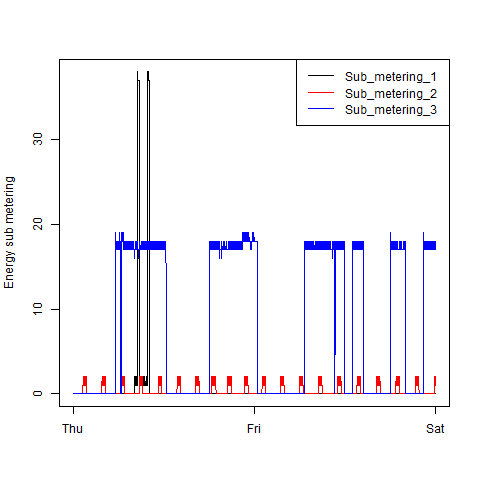 Sub_metering_1
Sub_metering_2
Sub_metering_3
Energy sub metering
30
20
10
0
Thu
Fri
Sat